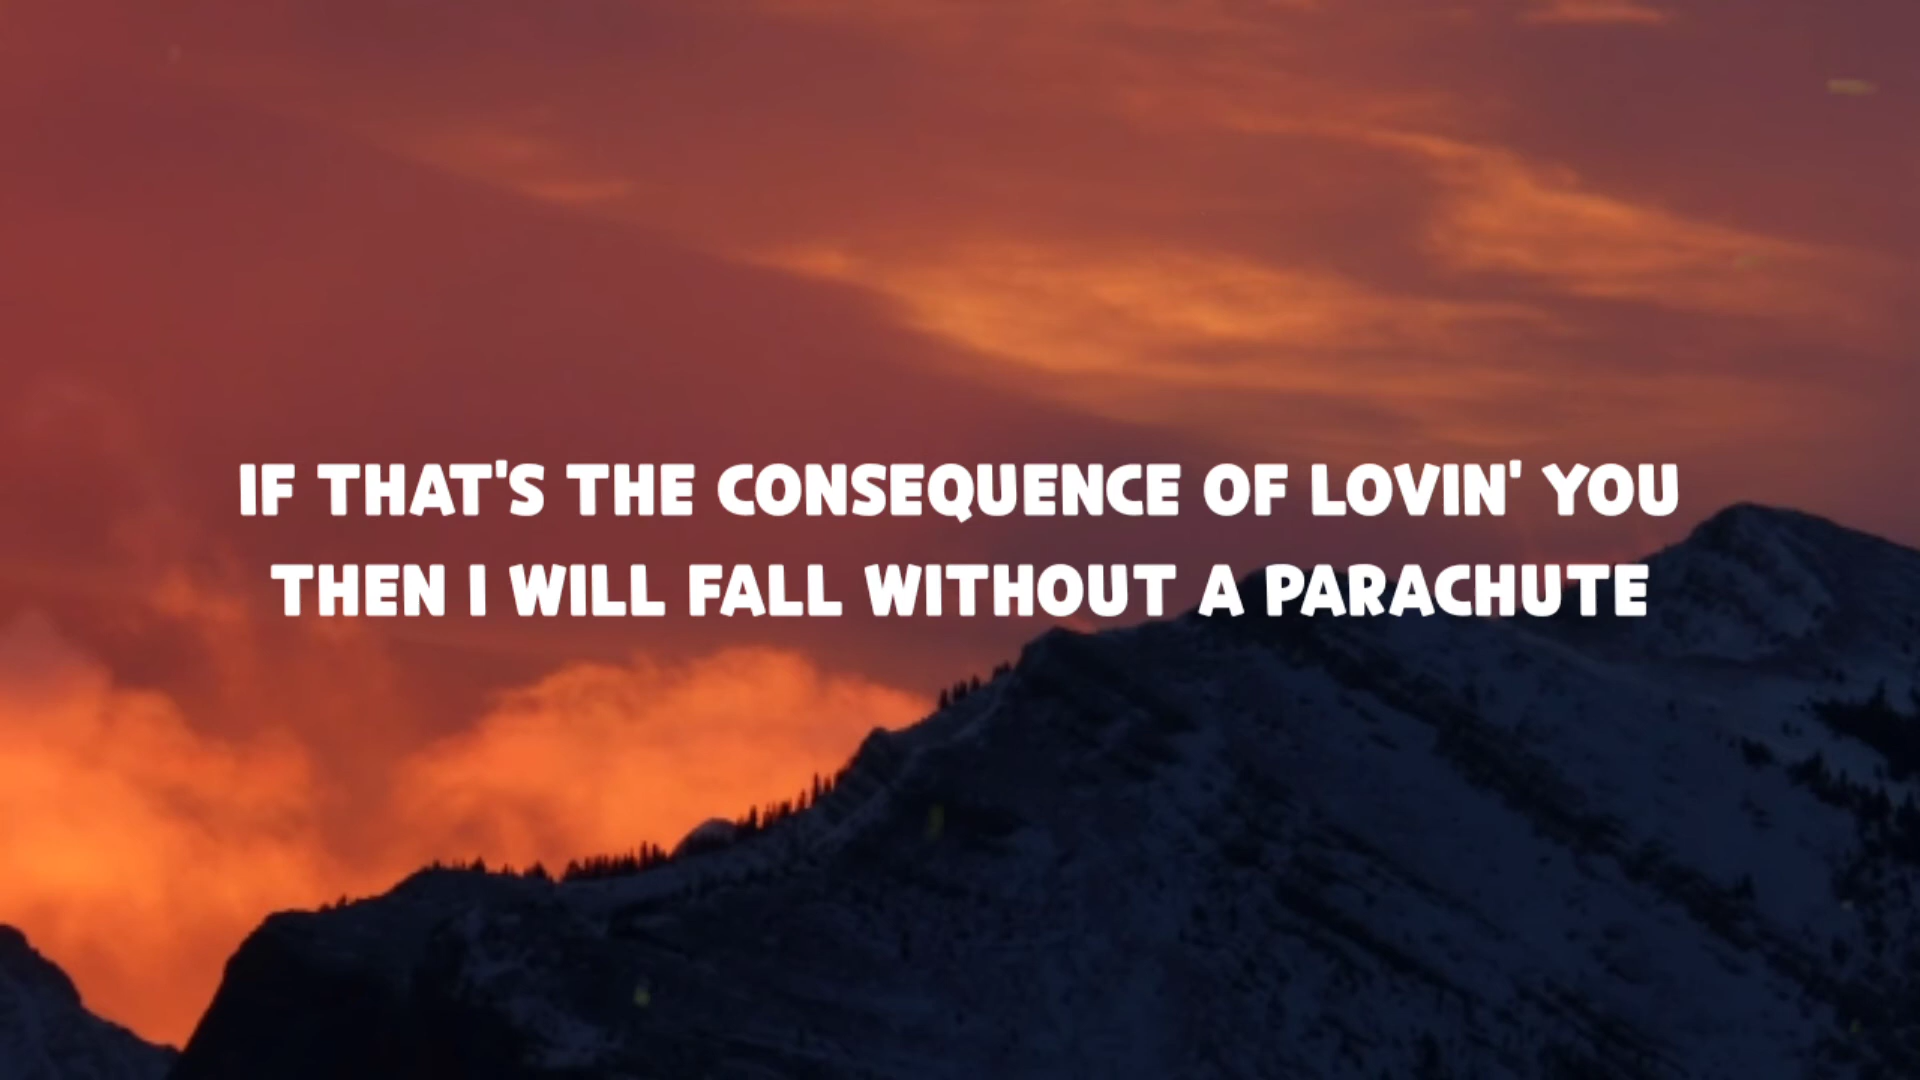 IF THAT'S THE CONSEQUENCE OF LOVIN' YOU
THEN I WILL FALL WITHOUT A PARACHUTE